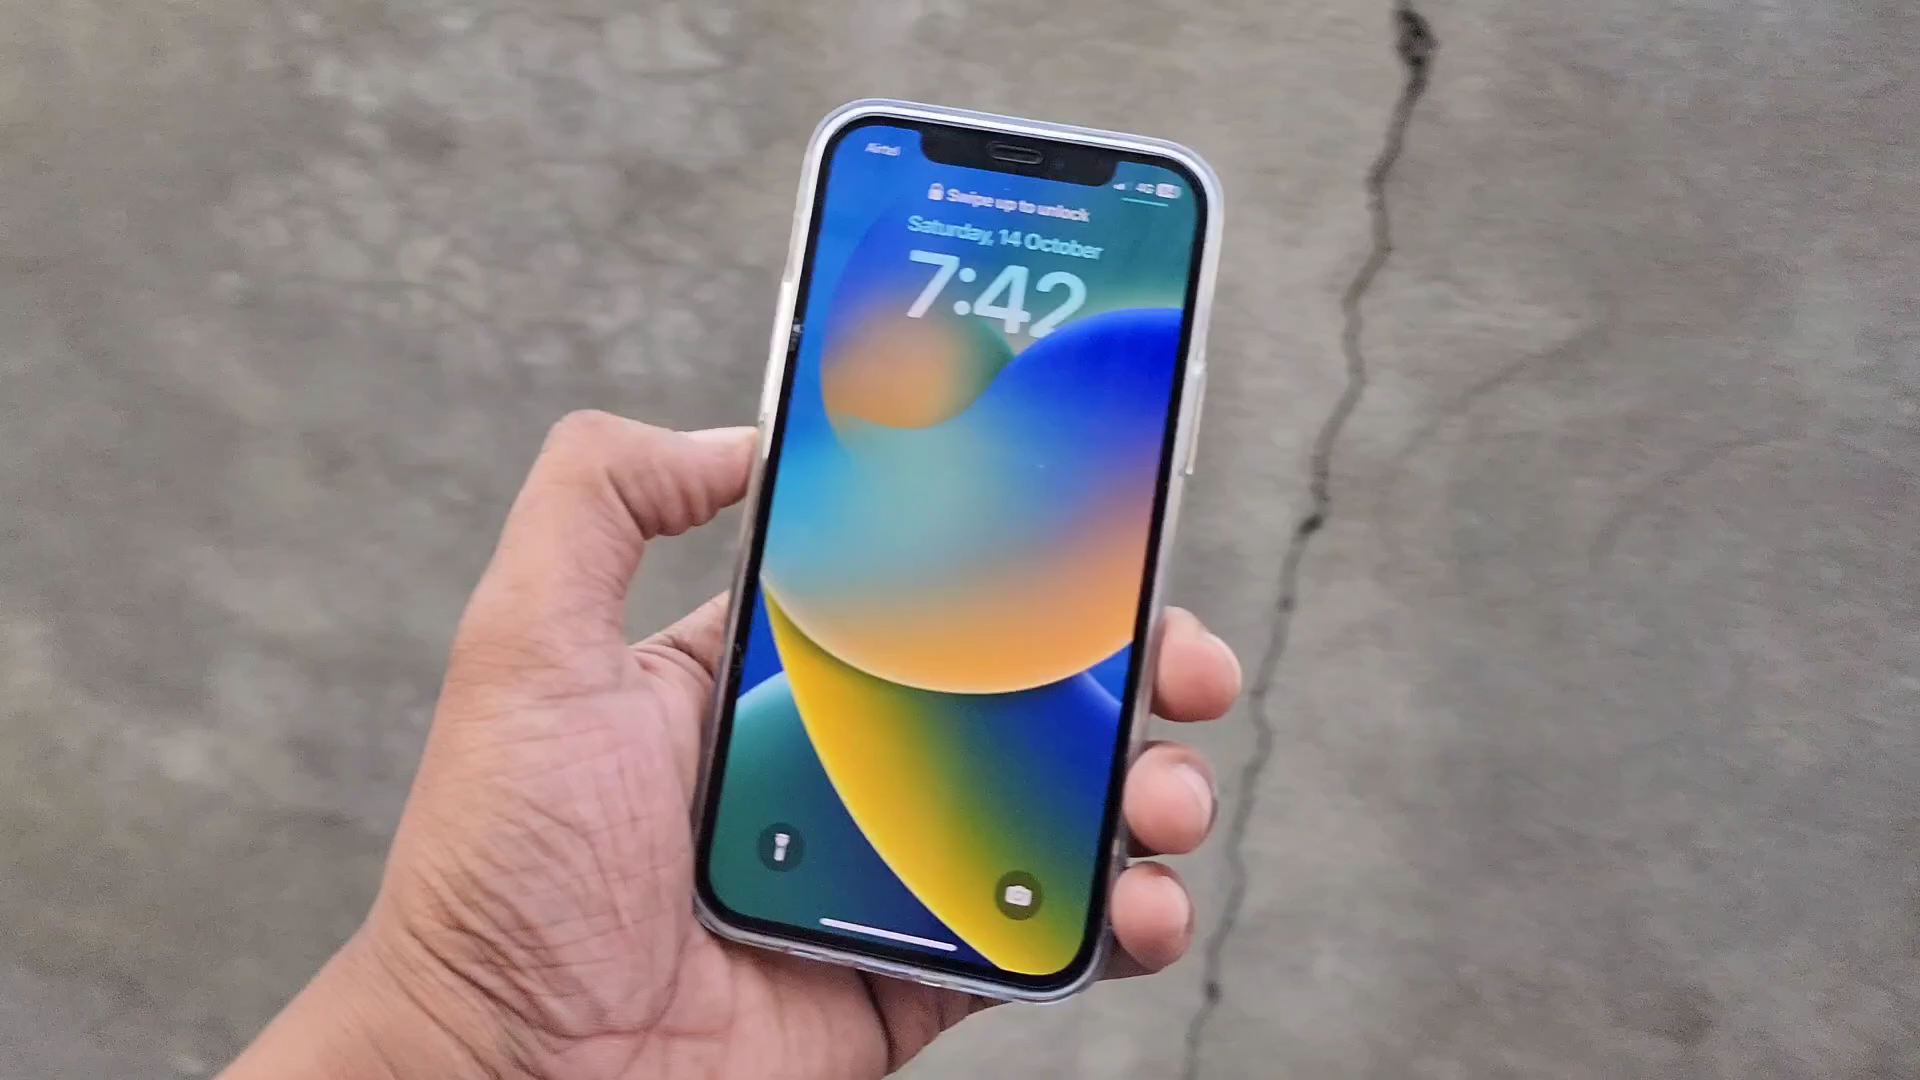 Airtel
4G
Swipe up to unlock
Saturday, 14 October
7:42